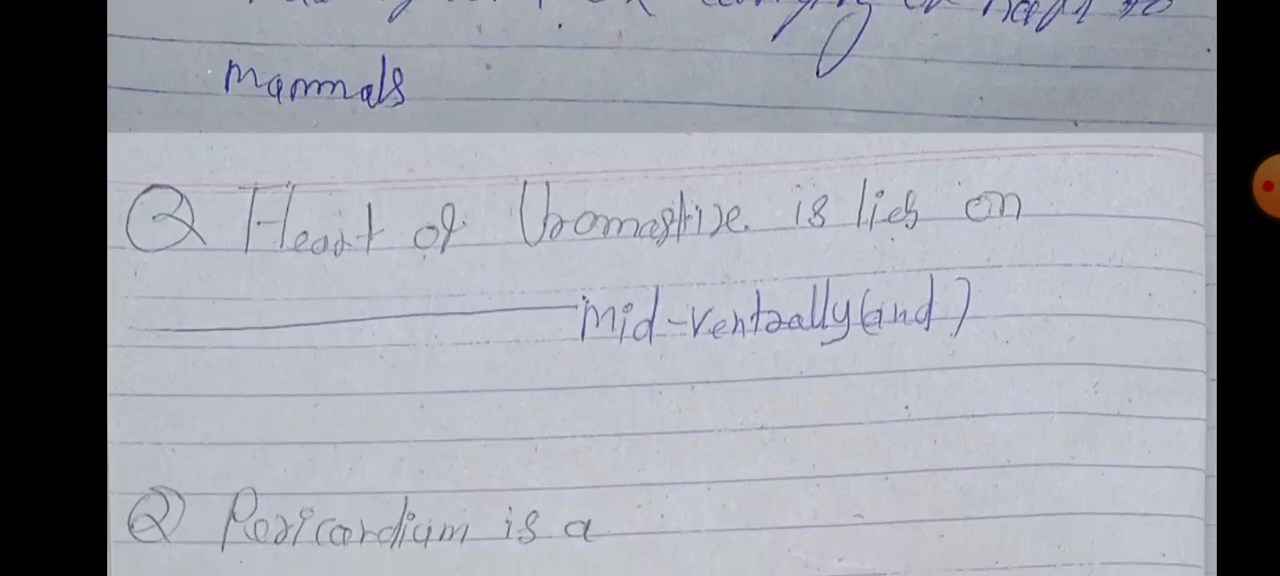 mammals
Q Heart of Uromastix is lies on
mid-ventrally (and)
Q Pericardium is a